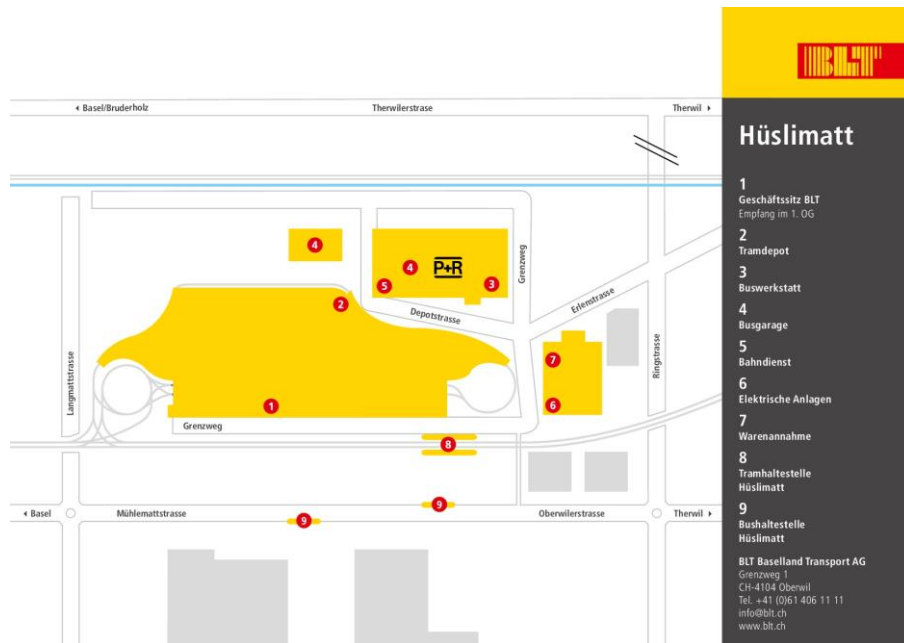 BLT
◂ Basel/Bruderholz
Therwilerstrase
Therwil ▸
4
4
P+R
5
3
2
Depotstrasse
Grenzweg
Erlenstrasse
Langmattstrasse
Ringstrasse
7
6
1
Grenzweg
8
9
9
◂ Basel
Mühlemattstrasse
Oberwilerstrasse
Therwil ▸
Hüslimatt
1
Geschäftssitz BLT
Empfang im 1. OG
2
Tramdepot
3
Buswerkstatt
4
Busgarage
5
Bahndienst
6
Elektrische Anlagen
7
Warenannahme
8
Tramhaltestelle
Hüslimatt
9
Bushaltestelle
Hüslimatt
BLT Baselland Transport AG
Grenzweg 1
CH-4104 Oberwil
Tel. +41 (0)61 406 11 11
info@blt.ch
www.blt.ch